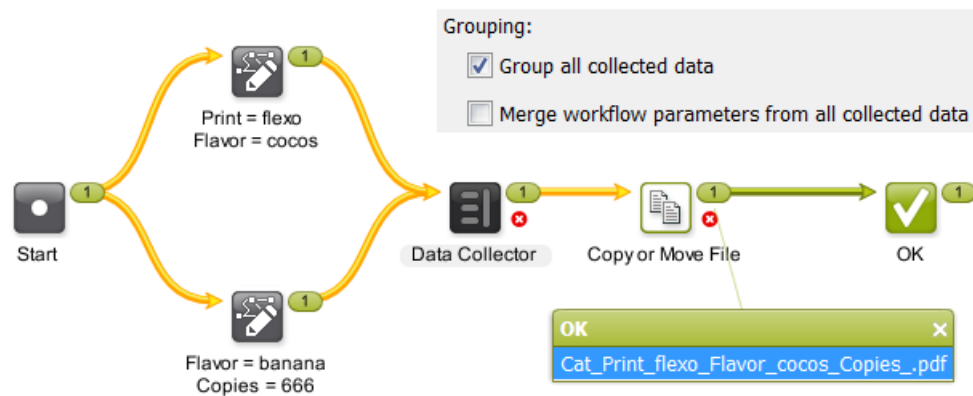 Grouping:
Group all collected data
Merge workflow parameters from all collected data
1
Print = flexo
Flavor = cocos
1
Start
1
Data Collector
1
Copy or Move File
1
OK
1
Flavor = banana
Copies = 666
OK
Cat_Print_flexo_Flavor_cocos_Copies_.pdf